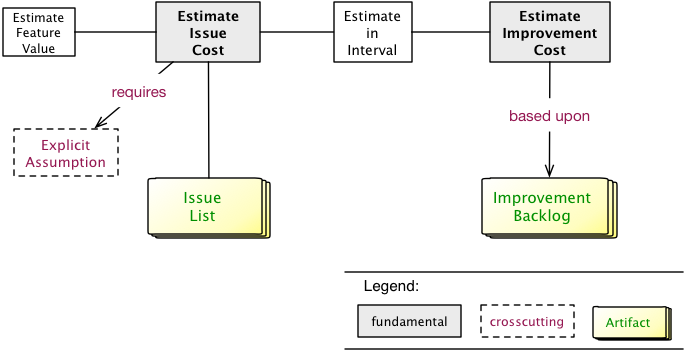 Estimate
Feature
Value
Estimate
Issue
Cost
Estimate
in
Interval
Estimate
Improvement
Cost
requires
based upon
Explicit
Assumption
Issue
List
Improvement
Backlog
Legend:
fundamental
crosscutting
Artifact